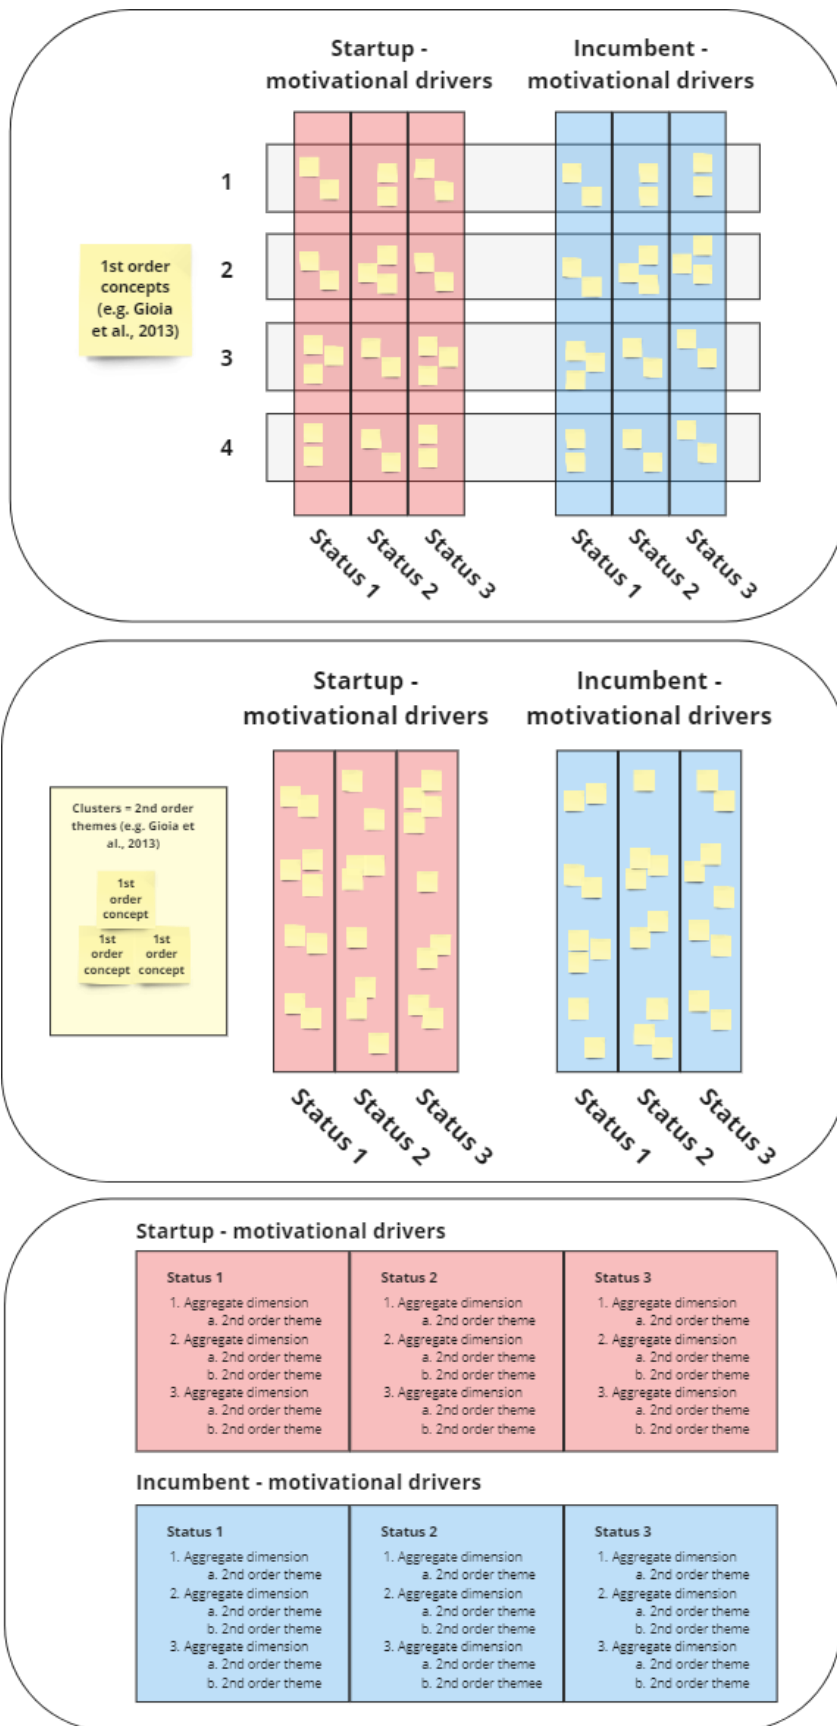 Startup -
motivational drivers
Incumbent -
motivational drivers
1
2
3
4
1st order
concepts
(e.g. Gioia
et al., 2013)
Status 1
Status 2
Status 3
Status 1
Status 2
Status 3
Startup -
motivational drivers
Incumbent -
motivational drivers
Clusters = 2nd order
themes (e.g. Gioia et
al., 2013)
1st
order
concept
1st
order
concept
1st
order
concept
Status 1
Status 2
Status 3
Status 1
Status 2
Status 3
Startup - motivational drivers
Status 1
1. Aggregate dimension
a. 2nd order theme
2. Aggregate dimension
a. 2nd order theme
b. 2nd order theme
3. Aggregate dimension
a. 2nd order theme
b. 2nd order theme
Status 2
1. Aggregate dimension
a. 2nd order theme
2. Aggregate dimension
a. 2nd order theme
b. 2nd order theme
3. Aggregate dimension
a. 2nd order theme
b. 2nd order theme
Status 3
1. Aggregate dimension
a. 2nd order theme
2. Aggregate dimension
a. 2nd order theme
b. 2nd order theme
3. Aggregate dimension
a. 2nd order theme
b. 2nd order theme
Incumbent - motivational drivers
Status 1
1. Aggregate dimension
a. 2nd order theme
2. Aggregate dimension
a. 2nd order theme
b. 2nd order theme
3. Aggregate dimension
a. 2nd order theme
b. 2nd order theme
Status 2
1. Aggregate dimension
a. 2nd order theme
2. Aggregate dimension
a. 2nd order theme
b. 2nd order theme
3. Aggregate dimension
a. 2nd order theme
b. 2nd order themee
Status 3
1. Aggregate dimension
a. 2nd order theme
2. Aggregate dimension
a. 2nd order theme
b. 2nd order theme
3. Aggregate dimension
a. 2nd order theme
b. 2nd order theme